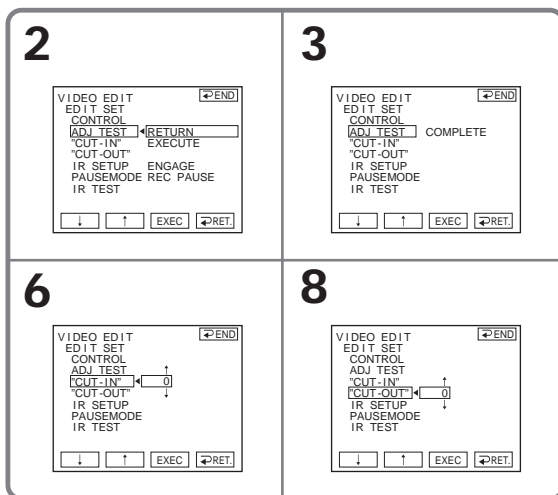 2
VIDEO EDIT ⮌END
EDIT SET
CONTROL
ADJ TEST RETURN
"CUT-IN" EXECUTE
"CUT-OUT"
IR SETUP ENGAGE
PAUSEMODE REC PAUSE
IR TEST
↓ ↑ EXEC ⮌RET.
3
VIDEO EDIT ⮌END
EDIT SET
CONTROL
ADJ TEST COMPLETE
"CUT-IN"
"CUT-OUT"
IR SETUP
PAUSEMODE
IR TEST
↓ ↑ EXEC ⮌RET.
6
VIDEO EDIT ⮌END
EDIT SET
CONTROL
ADJ TEST ↑
"CUT-IN" 0
"CUT-OUT" ↓
IR SETUP
PAUSEMODE
IR TEST
↓ ↑ EXEC ⮌RET.
8
VIDEO EDIT ⮌END
EDIT SET
CONTROL
ADJ TEST
"CUT-IN" ↑
"CUT-OUT" 0
IR SETUP ↓
PAUSEMODE
IR TEST
↓ ↑ EXEC ⮌RET.